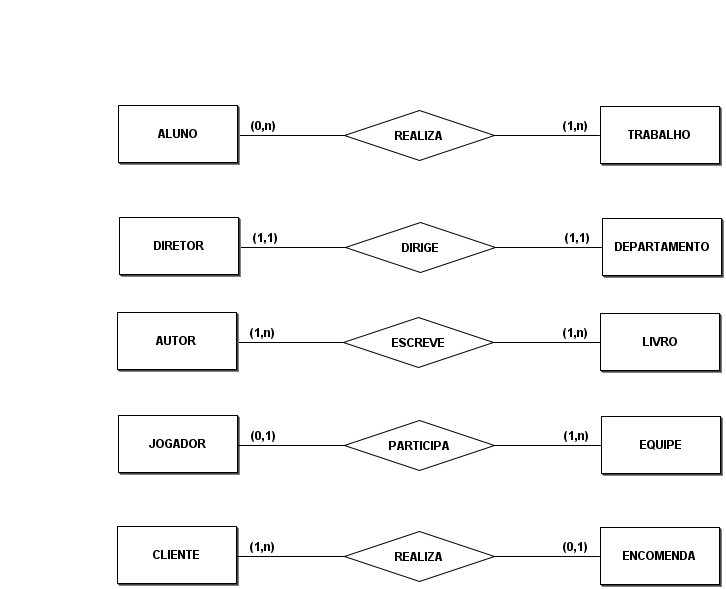 ALUNO (0,n) REALIZA (1,n) TRABALHO
DIRETOR (1,1) DIRIGE (1,1) DEPARTAMENTO
AUTOR (1,n) ESCREVE (1,n) LIVRO
JOGADOR (0,1) PARTICIPA (1,n) EQUIPE
CLIENTE (1,n) REALIZA (0,1) ENCOMENDA